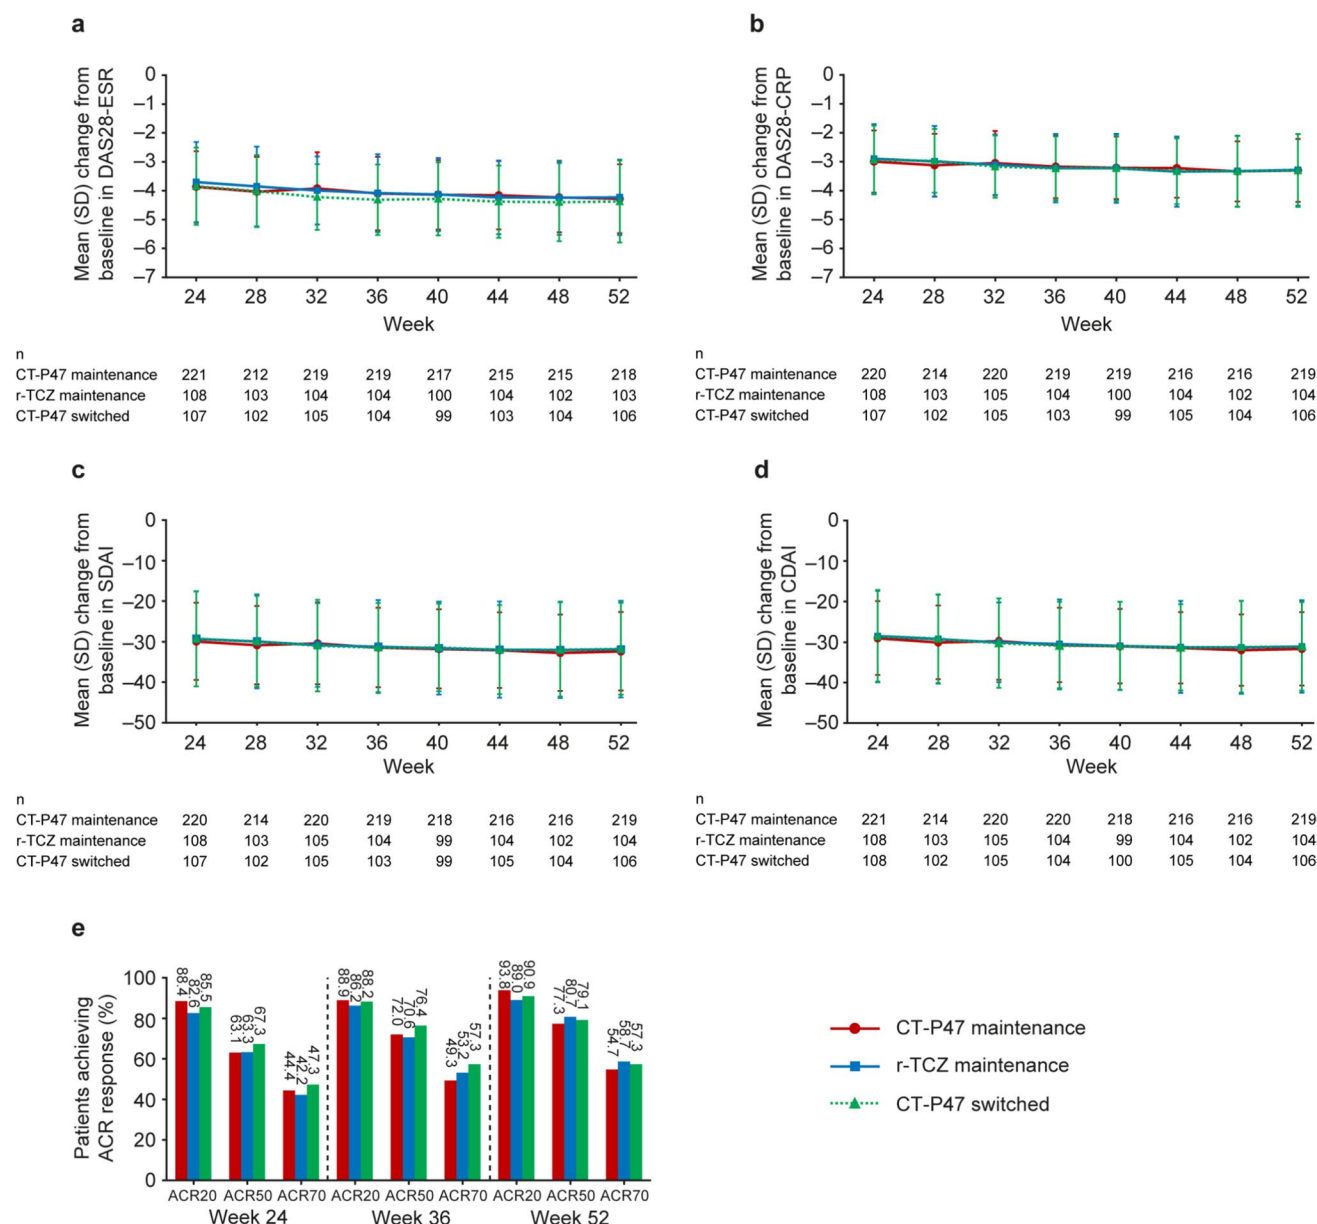 a
Mean (SD) change from
baseline in DAS28-ESR
0
–1
–2
–3
–4
–5
–6
–7
24 28 32 36 40 44 48 52
Week
n
CT-P47 maintenance 221 212 219 219 217 215 215 218
r-TCZ maintenance 108 103 104 104 100 104 102 103
CT-P47 switched 107 102 105 104 99 103 104 106
b
Mean (SD) change from
baseline in DAS28-CRP
0
–1
–2
–3
–4
–5
–6
–7
24 28 32 36 40 44 48 52
Week
n
CT-P47 maintenance 220 214 220 219 219 216 216 219
r-TCZ maintenance 108 103 105 104 100 104 102 104
CT-P47 switched 107 102 105 103 99 105 104 106
c
Mean (SD) change from
baseline in SDAI
0
–10
–20
–30
–40
–50
24 28 32 36 40 44 48 52
Week
n
CT-P47 maintenance 220 214 220 219 218 216 216 219
r-TCZ maintenance 108 103 105 104 99 104 102 104
CT-P47 switched 107 102 105 103 99 105 104 106
d
Mean (SD) change from
baseline in CDAI
0
–10
–20
–30
–40
–50
24 28 32 36 40 44 48 52
Week
n
CT-P47 maintenance 221 214 220 220 218 216 216 219
r-TCZ maintenance 108 103 105 104 99 104 102 104
CT-P47 switched 108 102 105 104 100 105 104 106
e
Patients achieving
ACR response (%)
100
80
60
40
20
0
88.4 82.6 85.5 63.1 63.3 67.3 44.4 42.2 47.3
88.9 86.2 88.2 72.0 70.6 76.4 49.3 53.2 57.3
93.8 89.0 90.9 77.3 80.7 79.1 54.7 58.7 57.3
ACR20 ACR50 ACR70 ACR20 ACR50 ACR70 ACR20 ACR50 ACR70
Week 24 Week 36 Week 52
CT-P47 maintenance
r-TCZ maintenance
CT-P47 switched